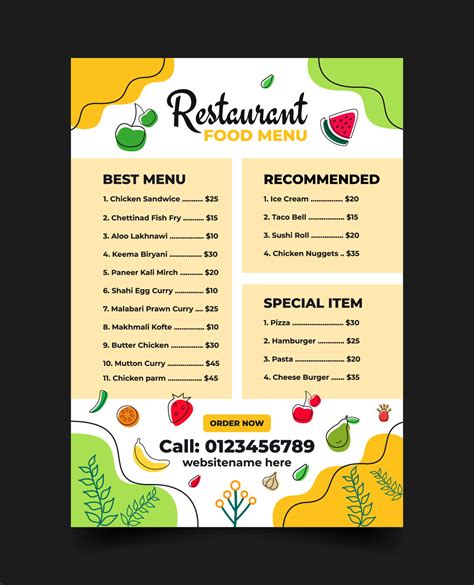 Restaurant
FOOD MENU
BEST MENU
1. Chicken Sandwice .......... $25
2. Chettinad Fish Fry ....... $15
3. Aloo Lakhnawi ............ $10
4. Keema Biryani ............ $30
5. Paneer Kali Mirch ........ $20
6. Shahi Egg Curry .......... $10
7. Malabari Prawn Curry .... $10
8. Makhmali Kofte ............ $10
9. Butter Chicken ............ $30
10. Mutton Curry ............ $20
11. Chicken parm ............. $45
RECOMMENDED
1. Ice Cream ............ $20
2. Taco Bell ............. $15
3. Sushi Roll ............ $20
4. Chicken Nuggets .. $35
SPECIAL ITEM
1. Pizza ................... $30
2. Hamburger ......... $25
3. Pasta .................. $20
4. Cheese Burger .... $35
ORDER NOW
Call: 0123456789
websitename here